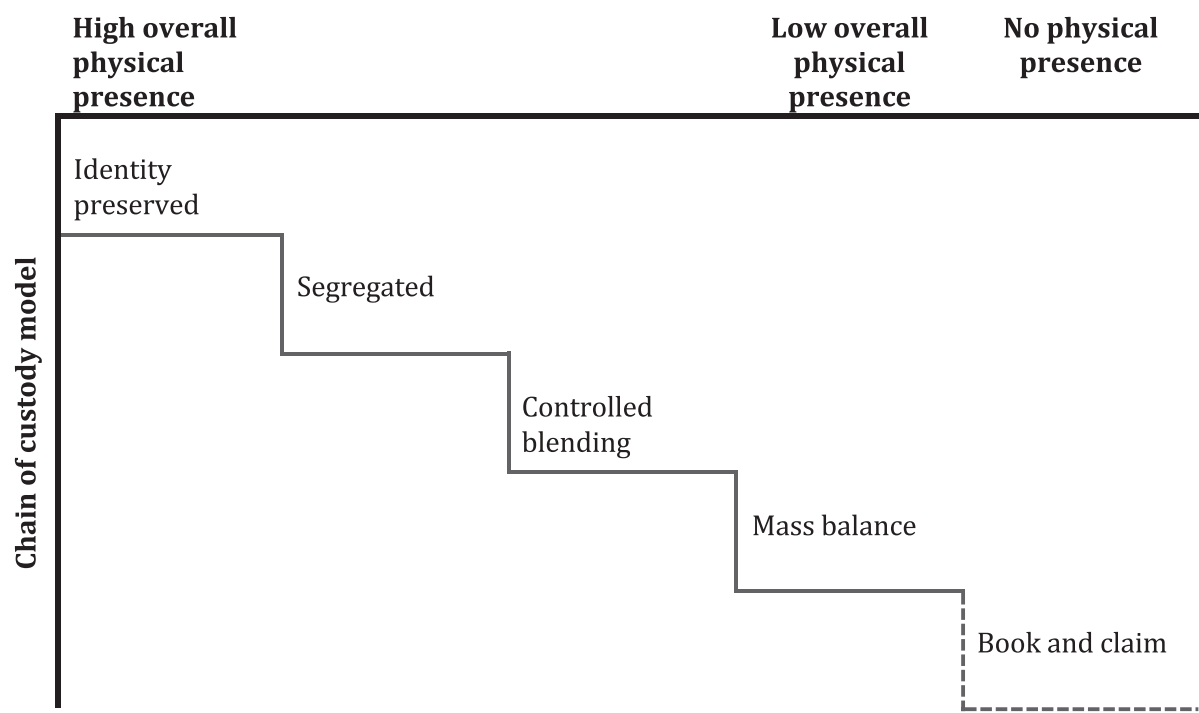 High overall
physical
presence
Low overall
physical
presence
No physical
presence
Chain of custody model
Identity
preserved
Segregated
Controlled
blending
Mass balance
Book and claim